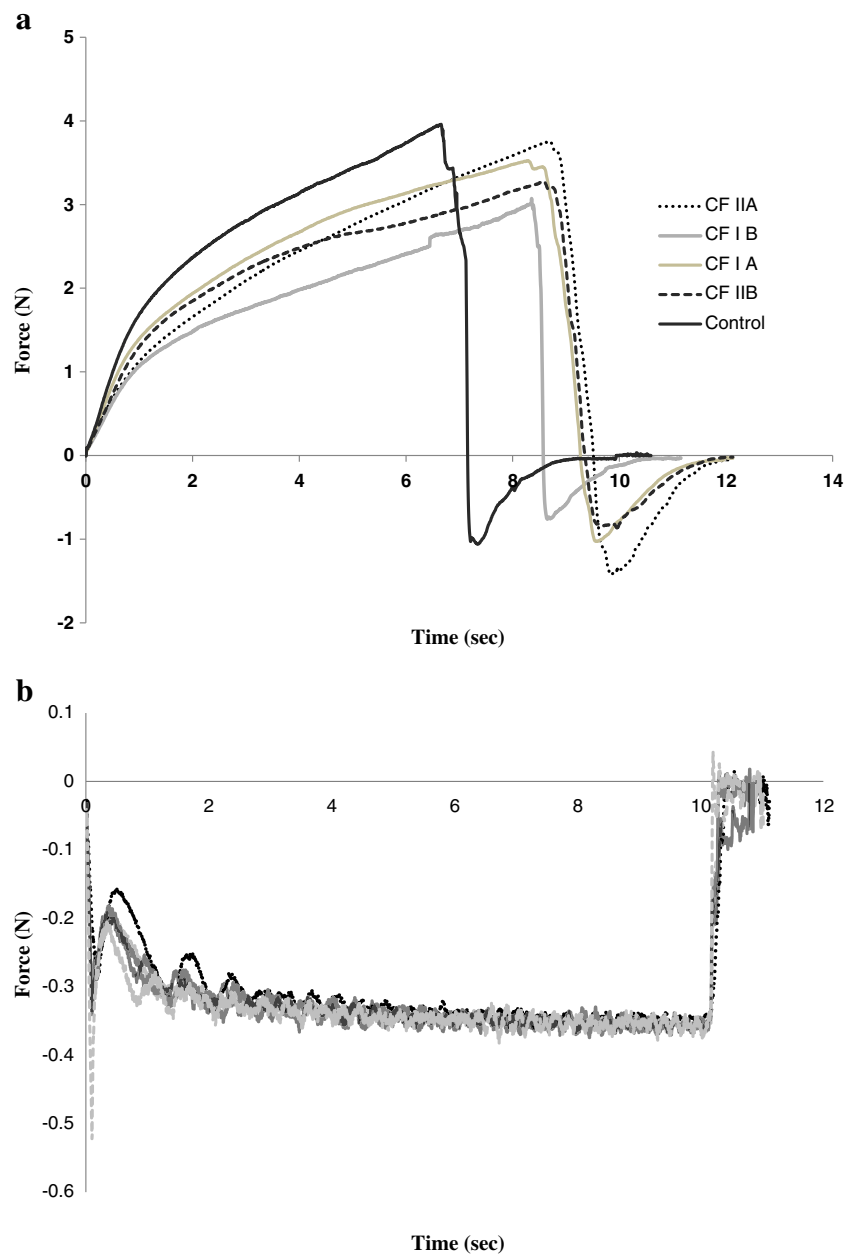 a
5
4
3
2
1
0
-1
-2
Force (N)
0 2 4 6 8 10 12 14
Time (sec)
CF IIA
CF I B
CF I A
CF IIB
Control
b
0.1
0
-0.1
-0.2
-0.3
-0.4
-0.5
-0.6
Force (N)
0 2 4 6 8 10 12
Time (sec)